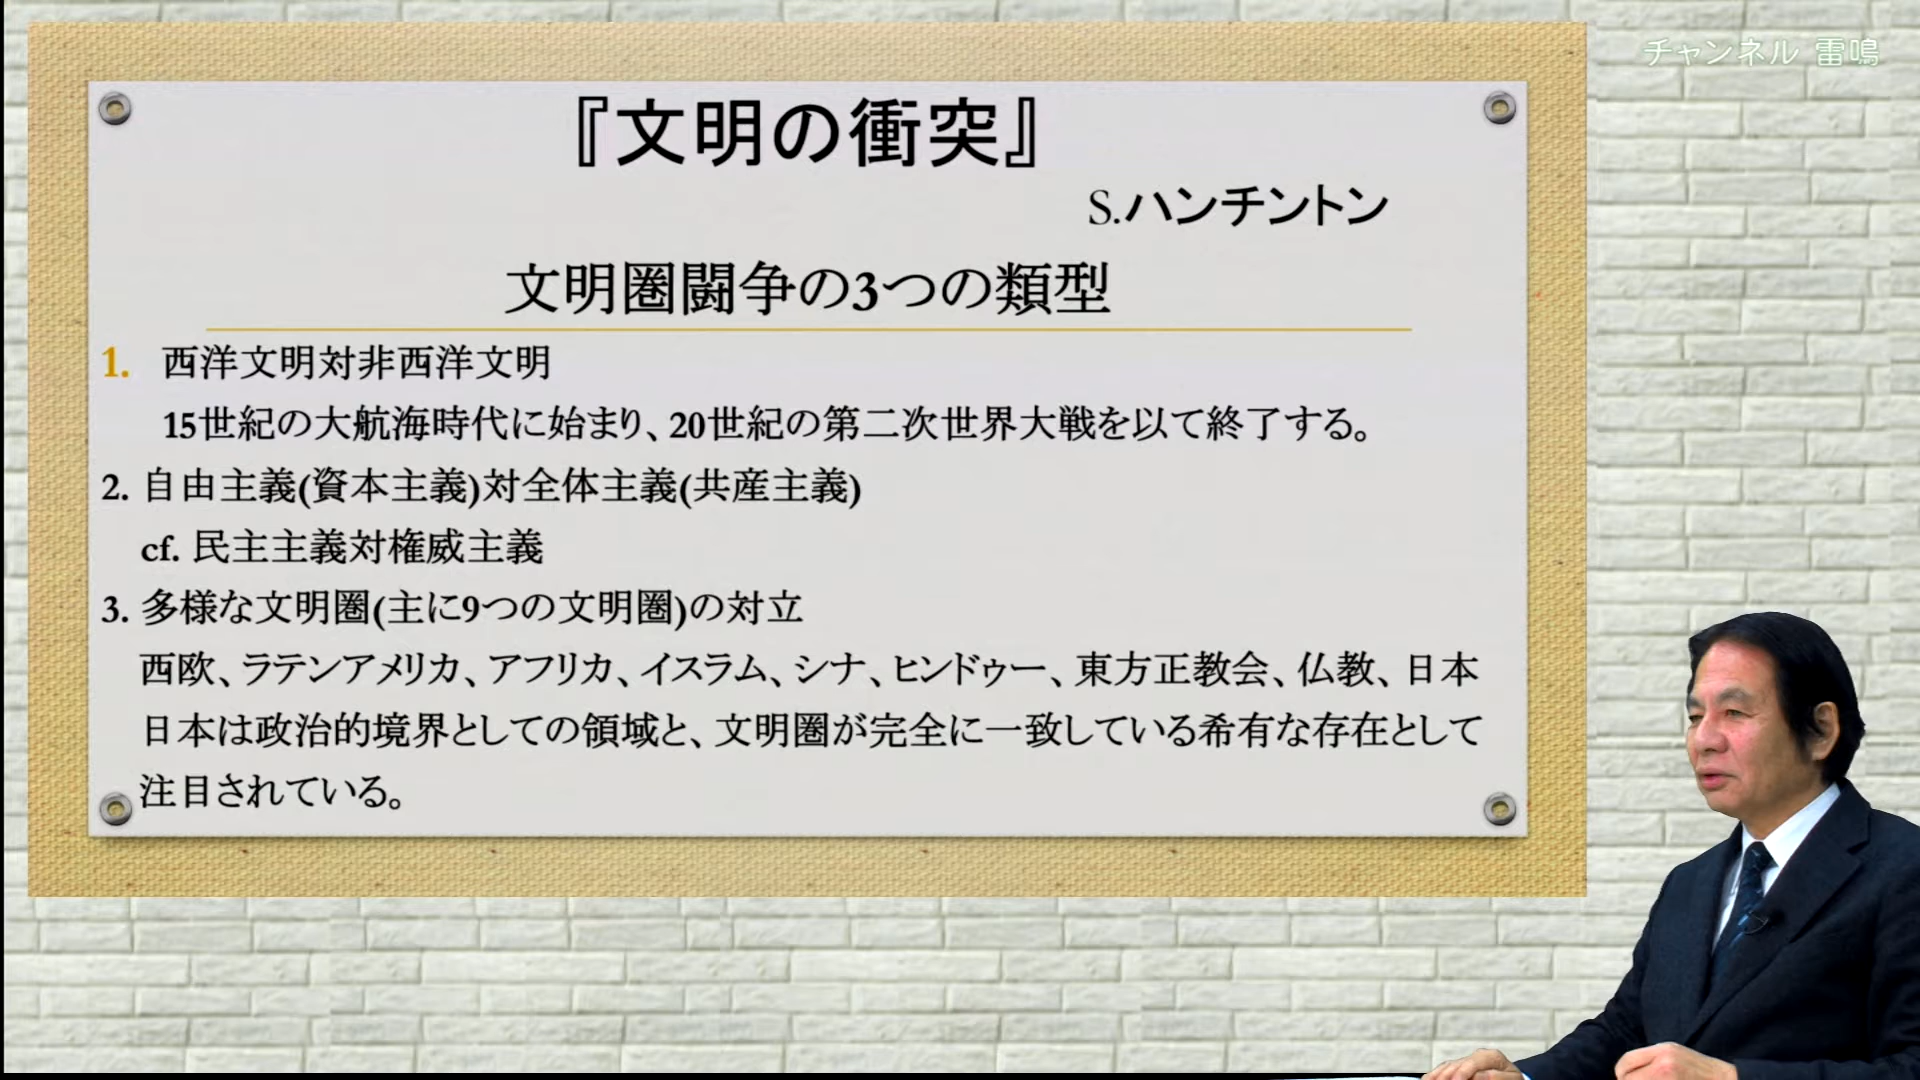 チャンネル 雷鳴
『文明の衝突』
S.ハンチントン
文明圏闘争の3つの類型
1. 西洋文明対非西洋文明
15世紀の大航海時代に始まり、20世紀の第二次世界大戦を以て終了する。
2. 自由主義(資本主義)対全体主義(共産主義)
cf. 民主主義対権威主義
3. 多様な文明圏(主に9つの文明圏)の対立
西欧、ラテンアメリカ、アフリカ、イスラム、シナ、ヒンドゥー、東方正教会、仏教、日本
日本は政治的境界としての領域と、文明圏が完全に一致している希有な存在として
注目されている。